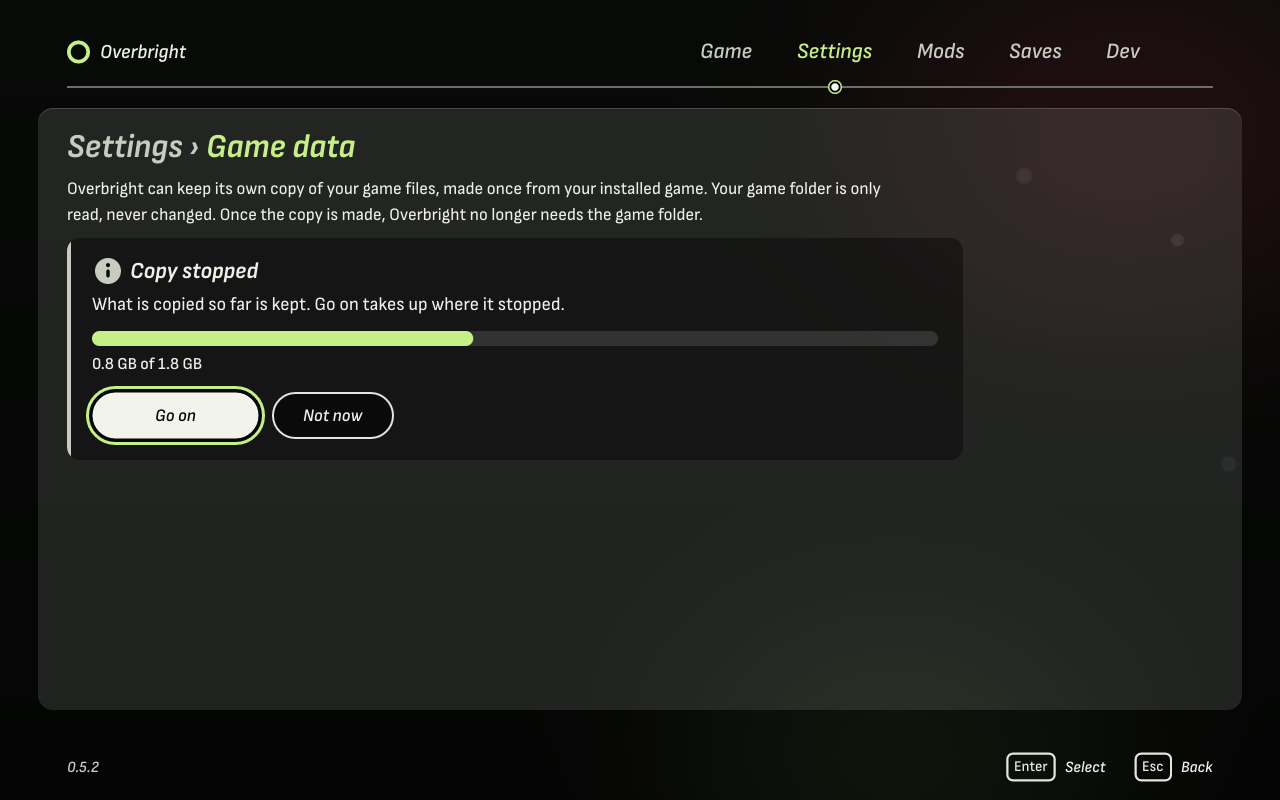 Overbright
Game Settings Mods Saves Dev
Settings › Game data
Overbright can keep its own copy of your game files, made once from your installed game. Your game folder is only
read, never changed. Once the copy is made, Overbright no longer needs the game folder.
Copy stopped
What is copied so far is kept. Go on takes up where it stopped.
0.8 GB of 1.8 GB
Go on Not now
0.5.2
Enter Select Esc Back